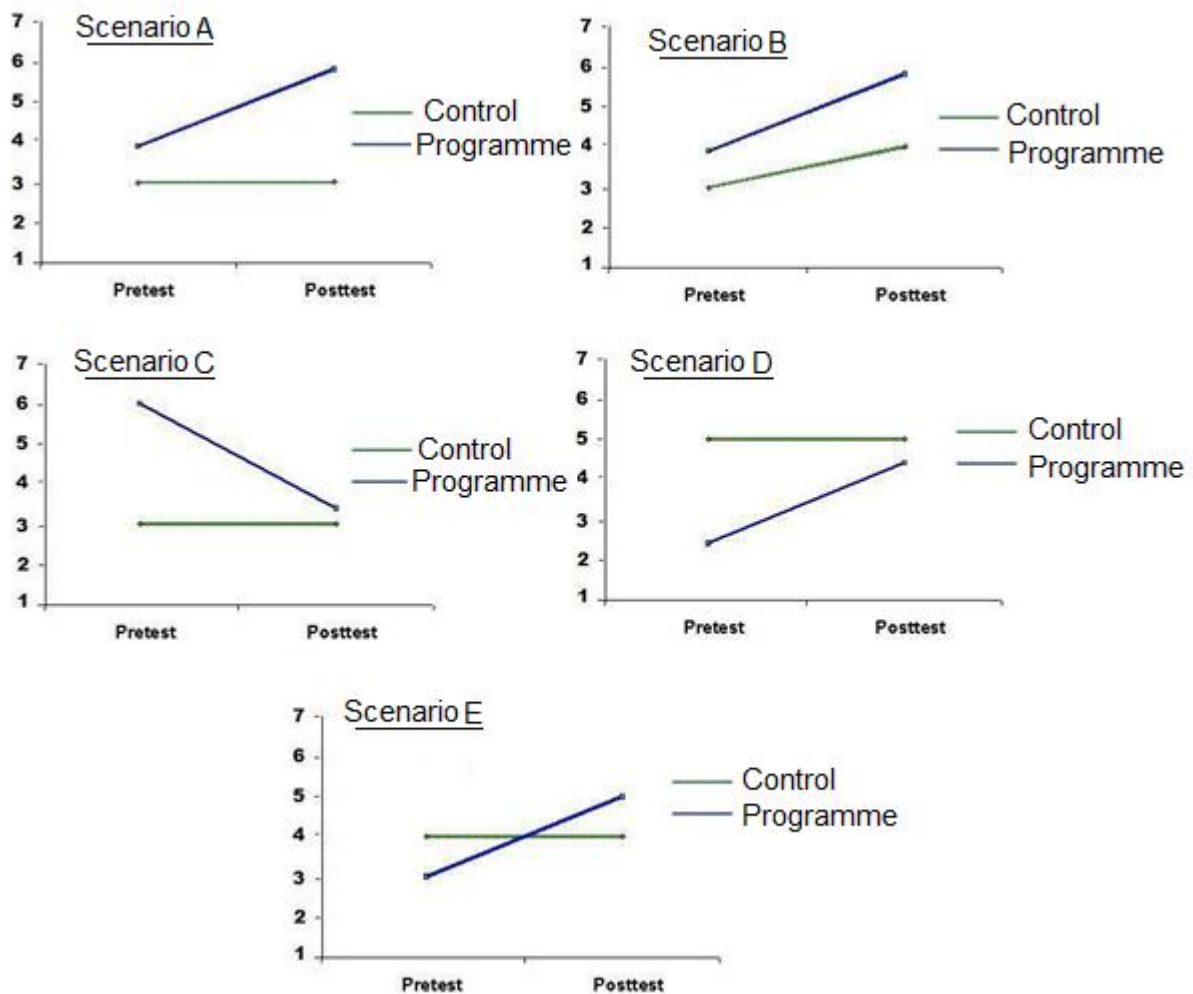 Scenario A
7
6
5
4
3
2
1
Control
Programme
Pretest Posttest
Scenario B
7
6
5
4
3
2
1
Control
Programme
Pretest Posttest
Scenario C
7
6
5
4
3
2
1
Control
Programme
Pretest Posttest
Scenario D
7
6
5
4
3
2
1
Control
Programme
Pretest Posttest
Scenario E
7
6
5
4
3
2
1
Control
Programme
Pretest Posttest